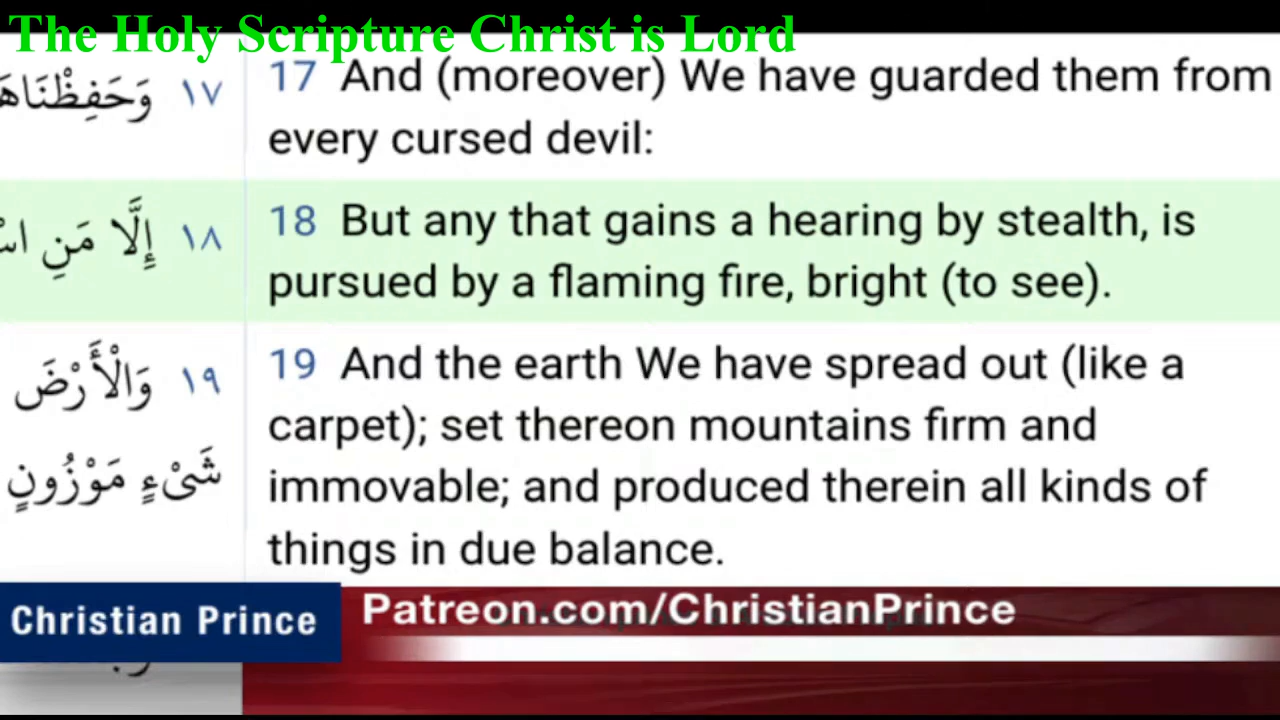 The Holy Scripture Christ is Lord
١٧ وَحَفِظْنَاهَا
17 And (moreover) We have guarded them from
every cursed devil:
١٨ إِلَّا مَنِ
18 But any that gains a hearing by stealth, is
pursued by a flaming fire, bright (to see).
١٩ وَالْأَرْضَ
شَىْءٍ مَوْزُونٍ
19 And the earth We have spread out (like a
carpet); set thereon mountains firm and
immovable; and produced therein all kinds of
things in due balance.
Christian Prince
Patreon.com/ChristianPrince